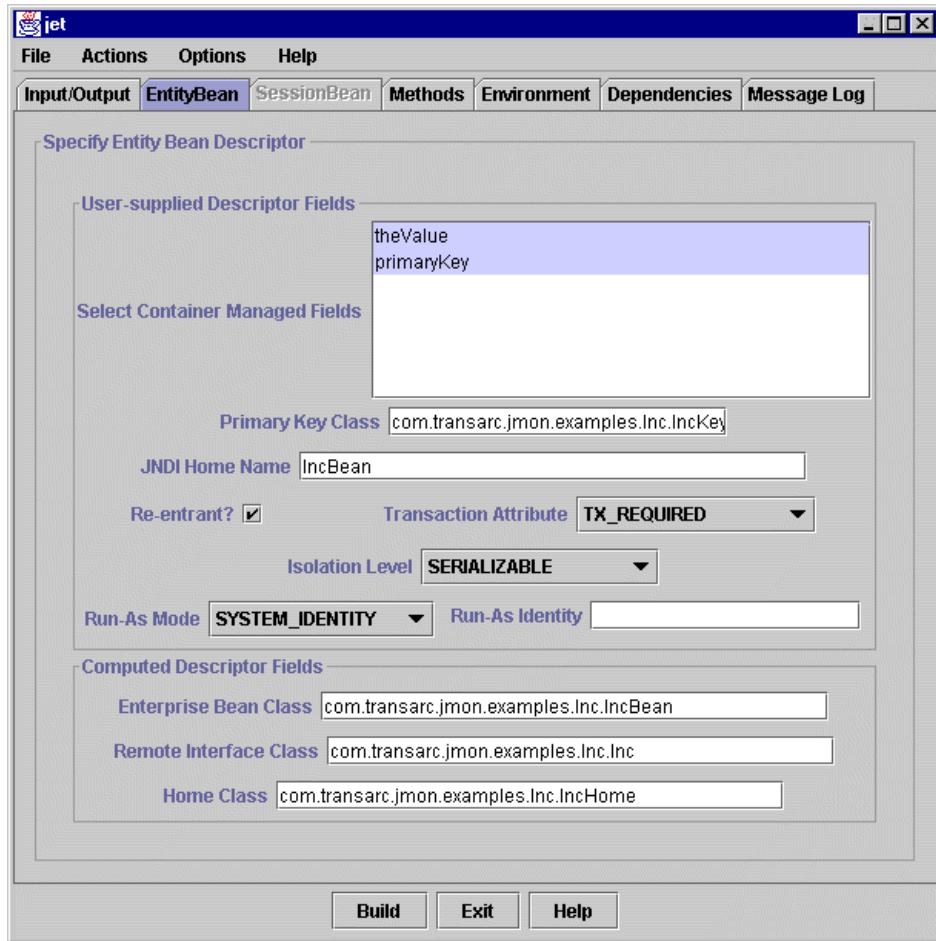 jet
File Actions Options Help
Input/Output EntityBean SessionBean Methods Environment Dependencies Message Log
Specify Entity Bean Descriptor
User-supplied Descriptor Fields
theValue
primaryKey
Select Container Managed Fields
Primary Key Class com.transarc.jmon.examples.Inc.IncKey
JNDI Home Name IncBean
Re-entrant? Transaction Attribute TX_REQUIRED
Isolation Level SERIALIZABLE
Run-As Mode SYSTEM_IDENTITY Run-As Identity
Computed Descriptor Fields
Enterprise Bean Class com.transarc.jmon.examples.Inc.IncBean
Remote Interface Class com.transarc.jmon.examples.Inc.Inc
Home Class com.transarc.jmon.examples.Inc.IncHome
Build Exit Help